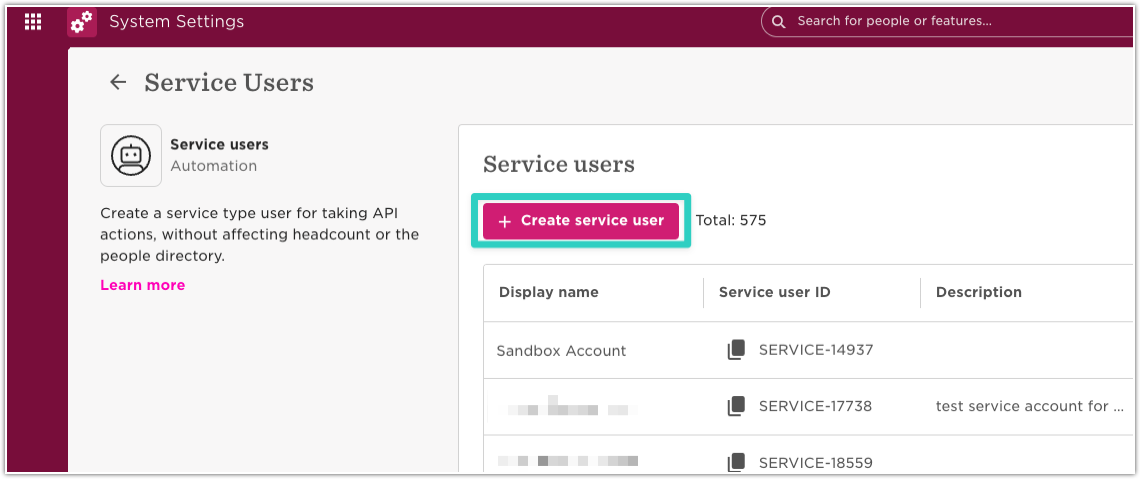 System Settings
Search for people or features...
Service Users
Service users
Automation
Create a service type user for taking API
actions, without affecting headcount or the
people directory.
Learn more
Service users
+ Create service user
Total: 575
Display name
Service user ID
Description
Sandbox Account
SERVICE-14937
SERVICE-17738
test service account for ...
SERVICE-18559